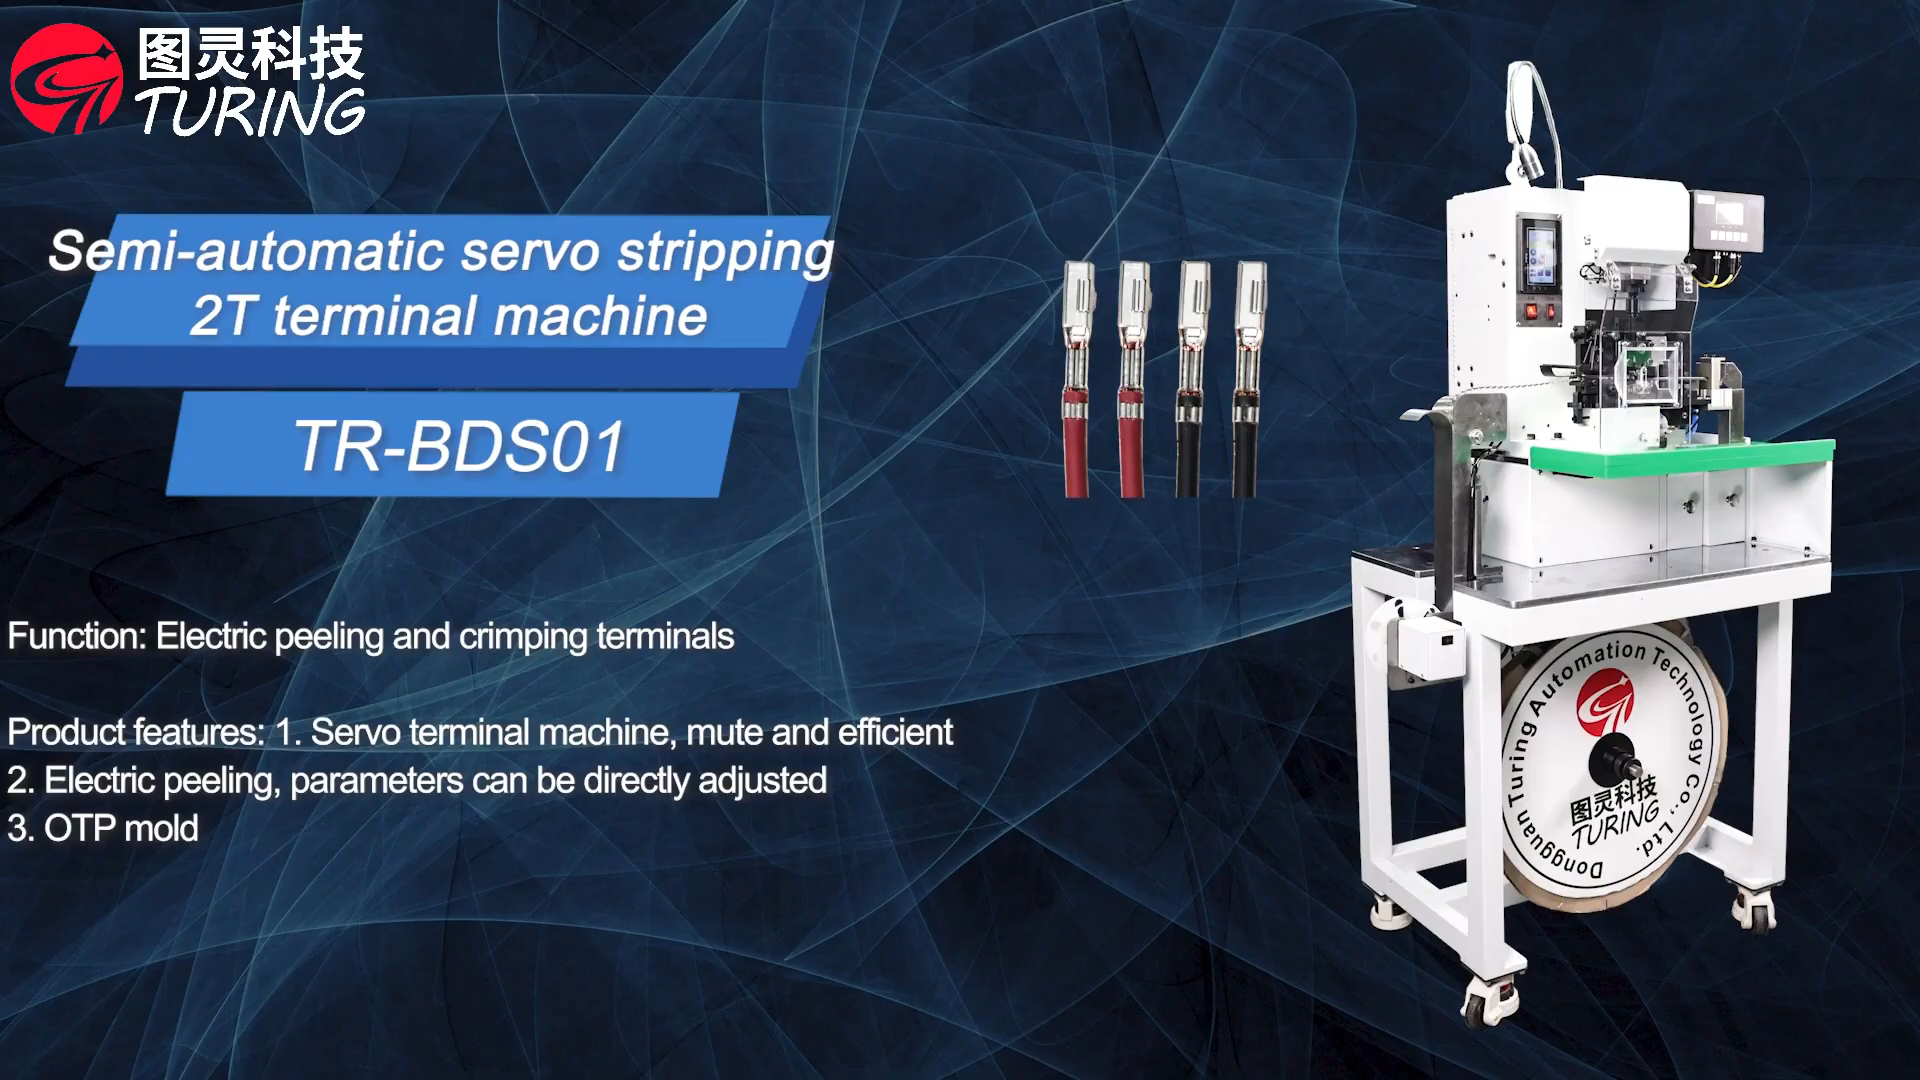 图灵科技
TURING
Semi-automatic servo stripping
2T terminal machine
TR-BDS01
Function: Electric peeling and crimping terminals
Product features: 1. Servo terminal machine, mute and efficient
2. Electric peeling, parameters can be directly adjusted
3. OTP mold
Dongguan Turing Automation Technology Co., Ltd.
图灵科技
TURING